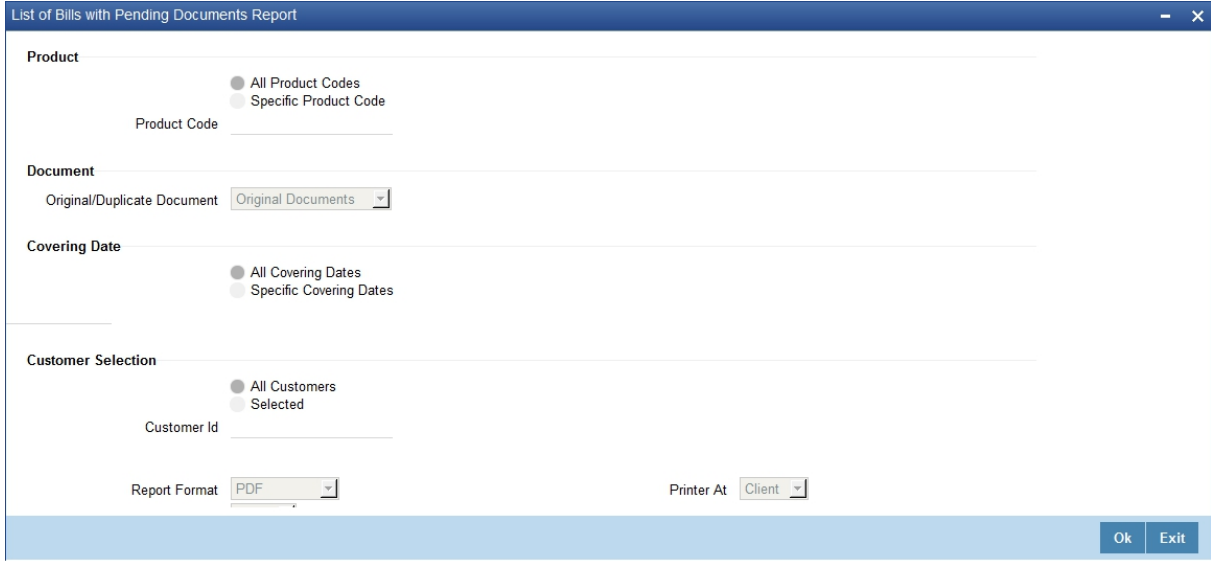 List of Bills with Pending Documents Report
Product
All Product Codes
Specific Product Code
Product Code
Document
Original/Duplicate Document Original Documents
Covering Date
All Covering Dates
Specific Covering Dates
Customer Selection
All Customers
Selected
Customer Id
Report Format PDF Printer At Client
Ok Exit